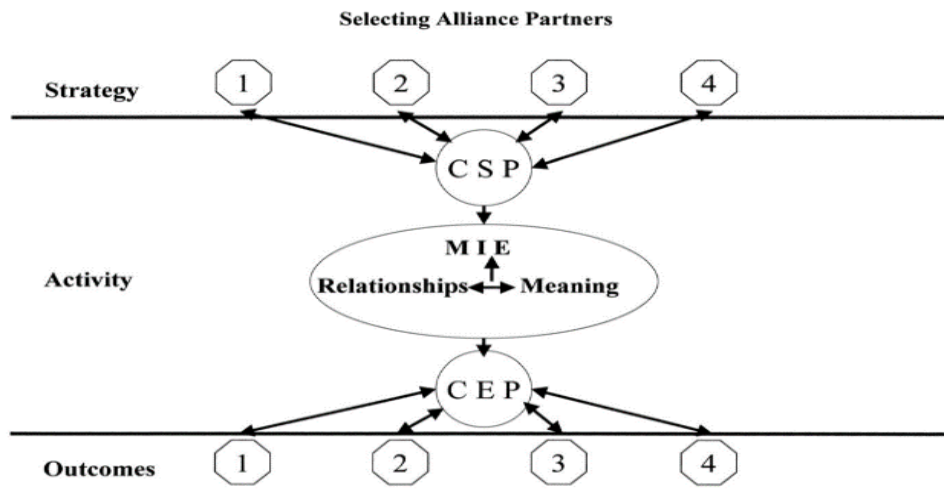 Selecting Alliance Partners
Strategy 1 2 3 4
C S P
Activity
M I E
Relationships Meaning
C E P
Outcomes 1 2 3 4